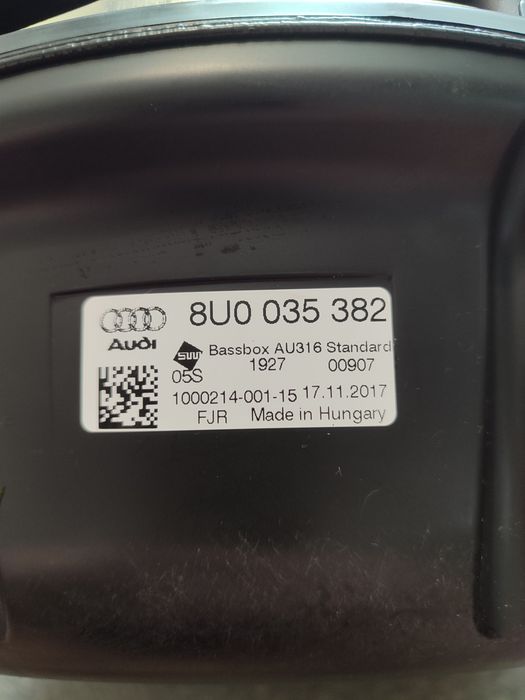 8U0 035 382
AUDI
SW Bassbox AU316 Standard
1927 00907
05S
1000214-001-15 17.11.2017
FJR Made in Hungary